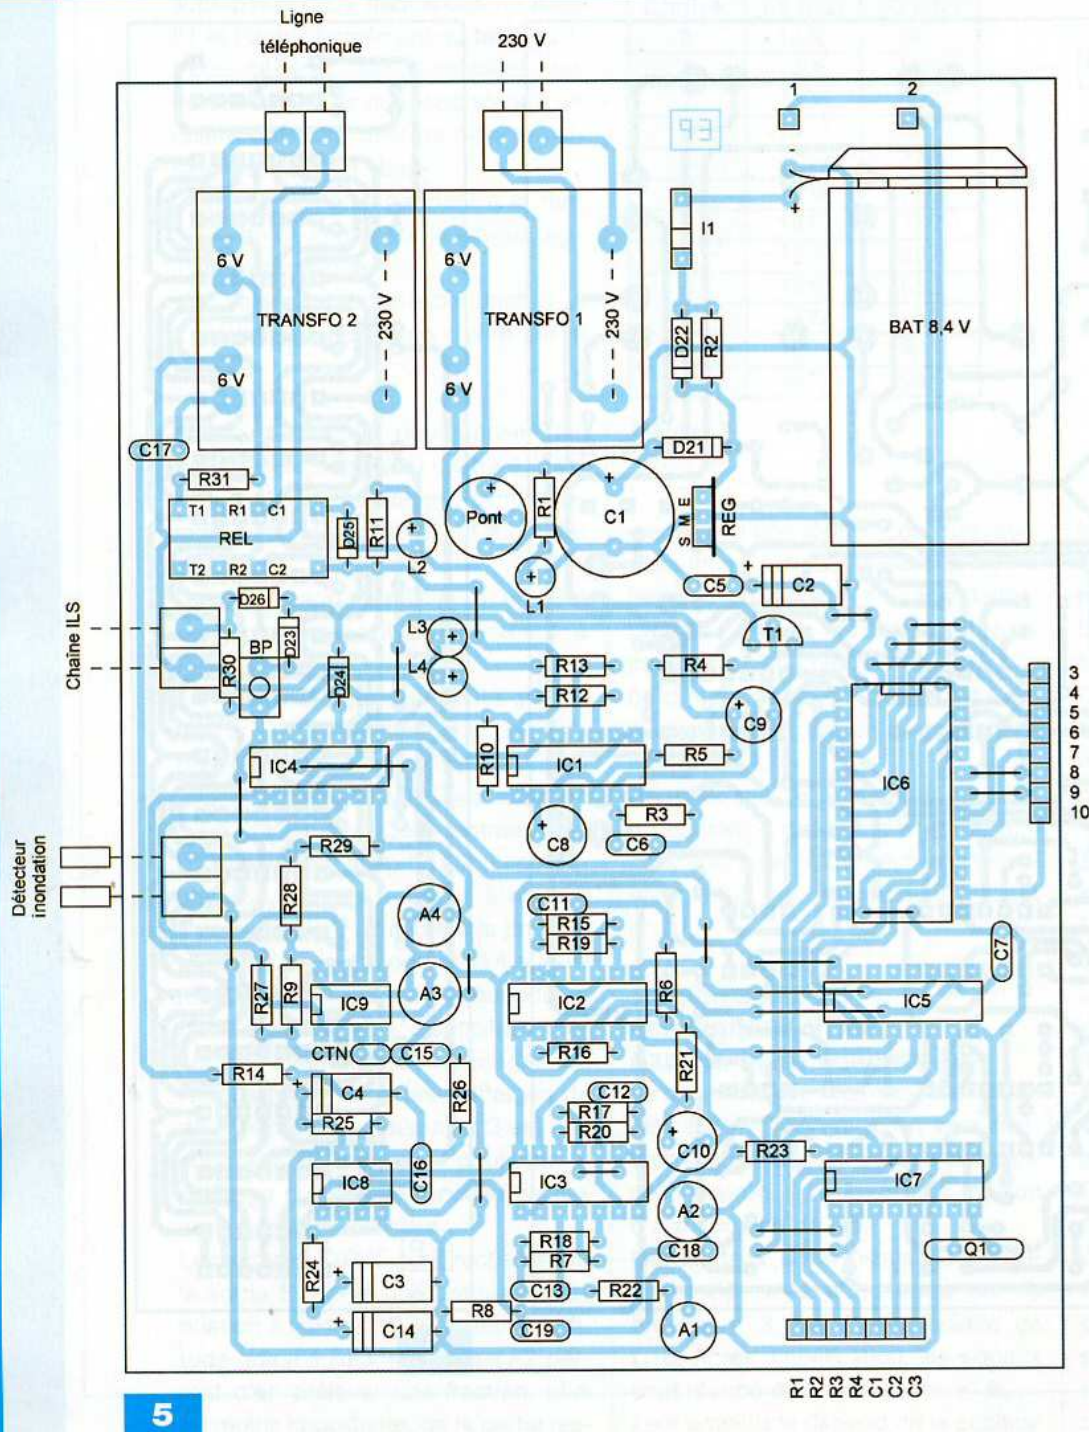 Ligne
téléphonique
230 V
1
2
E9
-
+
I1
6 V
6 V
TRANSFO 2
230 V
TRANSFO 1
230 V
6 V
6 V
D22
R2
BAT 8,4 V
C17
D21
R31
T1 R1 C1
REL
T2 R2 C2
D25
R11
+
L2
+
Pont
-
R1
+
C1
S M E
REG
+
L1
C5
+
C2
D26
D23
BP
R30
Chaîne ILS
D24
L3 +
L4 +
R13
R12
R4
T1
+
C9
3
4
5
6
7
8
9
10
IC4
R10
IC1
R5
IC6
+
C8
R3
C6
R29
Détecteur
inondation
R28
A4
C11
R15
R19
C7
R27
R9
IC9
A3
IC2
R6
IC5
CTN
C15
R16
R21
R14
+
C4
R26
R25
C12
R17
R20
+
C10
R23
IC8
C16
IC3
IC7
A2
R18
R7
C18
Q1
R24
+
C3
C13
R22
R8
+
C14
C19
A1
R1
R2
R3
R4
C1
C2
C3
5